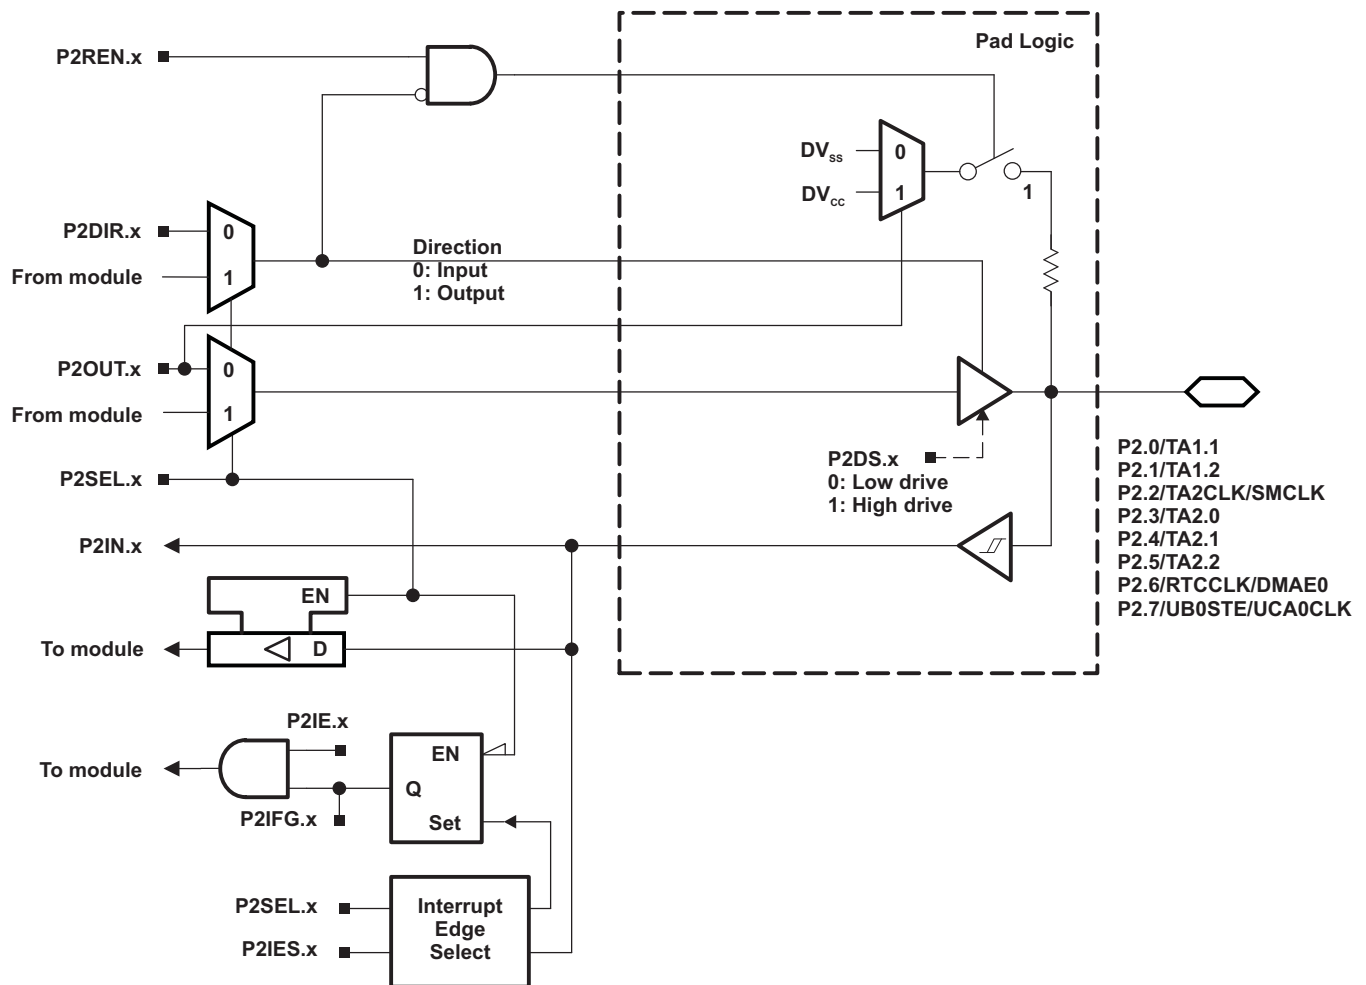 Pad Logic
P2REN.x
DVss
0
DVcc
1
1
P2DIR.x
0
From module
1
Direction
0: Input
1: Output
P2OUT.x
0
From module
1
P2SEL.x
P2DS.x
0: Low drive
1: High drive
P2.0/TA1.1
P2.1/TA1.2
P2.2/TA2CLK/SMCLK
P2.3/TA2.0
P2.4/TA2.1
P2.5/TA2.2
P2.6/RTCCLK/DMAE0
P2.7/UB0STE/UCA0CLK
P2IN.x
EN
To module
D
P2IE.x
To module
EN
Q
P2IFG.x
Set
P2SEL.x
P2IES.x
Interrupt
Edge
Select